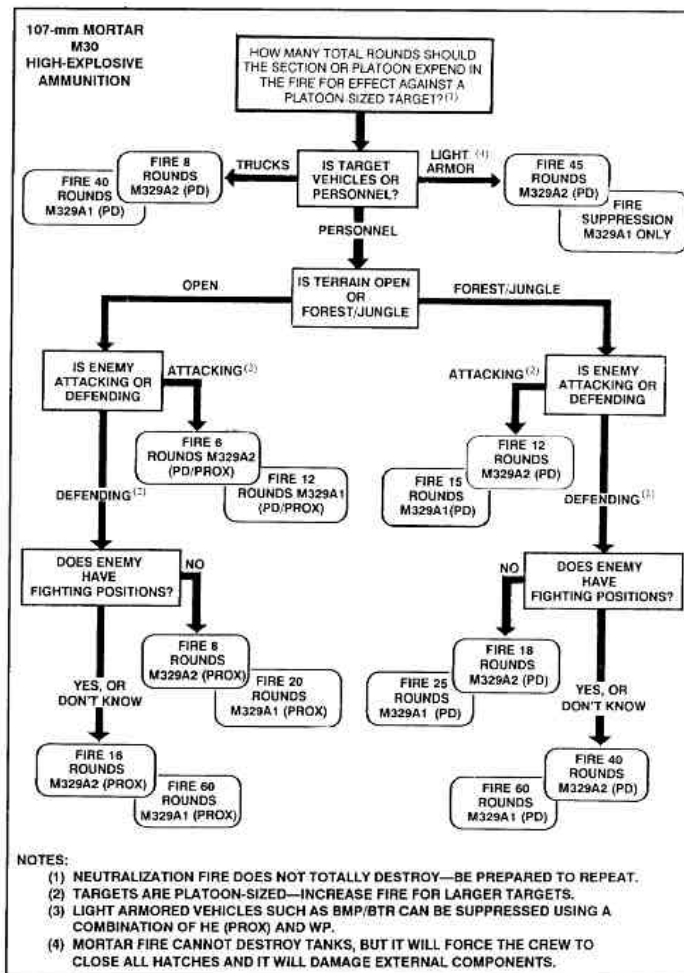 107-mm MORTAR
M30
HIGH-EXPLOSIVE
AMMUNITION
HOW MANY TOTAL ROUNDS SHOULD
THE SECTION OR PLATOON EXPEND IN
THE FIRE FOR EFFECT AGAINST A
PLATOON-SIZED TARGET?(1)
IS TARGET
VEHICLES OR
PERSONNEL?
TRUCKS
FIRE 8
ROUNDS
M329A2 (PD)
FIRE 40
ROUNDS
M329A1 (PD)
LIGHT (4)
ARMOR
FIRE 45
ROUNDS
M329A2 (PD)
FIRE
SUPPRESSION
M329A1 ONLY
PERSONNEL
IS TERRAIN OPEN
OR
FOREST/JUNGLE
OPEN
FOREST/JUNGLE
IS ENEMY
ATTACKING OR
DEFENDING
ATTACKING(2)
FIRE 6
ROUNDS M329A2
(PD/PROX)
FIRE 12
ROUNDS M329A1
(PD/PROX)
DEFENDING(2)
DOES ENEMY
HAVE
FIGHTING POSITIONS?
NO
FIRE 8
ROUNDS
M329A2 (PROX)
FIRE 20
ROUNDS
M329A1 (PROX)
YES, OR
DON'T KNOW
FIRE 16
ROUNDS
M329A2 (PROX)
FIRE 60
ROUNDS
M329A1 (PROX)
IS ENEMY
ATTACKING OR
DEFENDING
ATTACKING(2)
FIRE 12
ROUNDS
M329A2 (PD)
FIRE 15
ROUNDS
M329A1(PD)
DEFENDING
DOES ENEMY
HAVE
FIGHTING POSITIONS?
NO
FIRE 18
ROUNDS
M329A2 (PD)
FIRE 25
ROUNDS
M329A1 (PD)
YES, OR
DON'T KNOW
FIRE 40
ROUNDS
M329A2 (PD)
FIRE 60
ROUNDS
M329A1 (PD)
NOTES:
(1) NEUTRALIZATION FIRE DOES NOT TOTALLY DESTROY—BE PREPARED TO REPEAT.
(2) TARGETS ARE PLATOON-SIZED—INCREASE FIRE FOR LARGER TARGETS.
(3) LIGHT ARMORED VEHICLES SUCH AS BMP/BTR CAN BE SUPPRESSED USING A
COMBINATION OF HE (PROX) AND WP.
(4) MORTAR FIRE CANNOT DESTROY TANKS, BUT IT WILL FORCE THE CREW TO
CLOSE ALL HATCHES AND IT WILL DAMAGE EXTERNAL COMPONENTS.